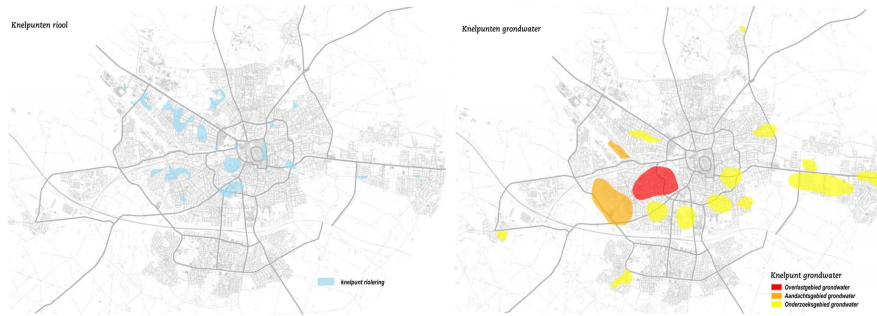 Knelpunten riool
knelpunt riolering
Knelpunten grondwater
Knelpunt grondwater
Overlastgebied grondwater
Aandachtsgebied grondwater
Onderzoeksgebied grondwater